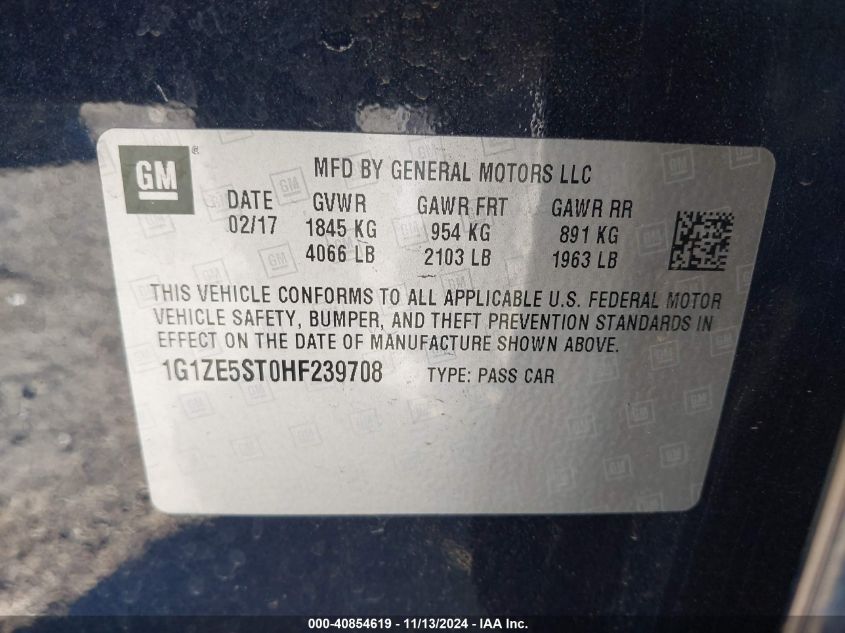 GM ® MFD BY GENERAL MOTORS LLC
DATE GVWR GAWR FRT GAWR RR
02/17 1845 KG 954 KG 891 KG
4066 LB 2103 LB 1963 LB
THIS VEHICLE CONFORMS TO ALL APPLICABLE U.S. FEDERAL MOTOR
VEHICLE SAFETY, BUMPER, AND THEFT PREVENTION STANDARDS IN
EFFECT ON THE DATE OF MANUFACTURE SHOWN ABOVE.
1G1ZE5ST0HF239708 TYPE: PASS CAR
000-40854619 - 11/13/2024 - IAA Inc.